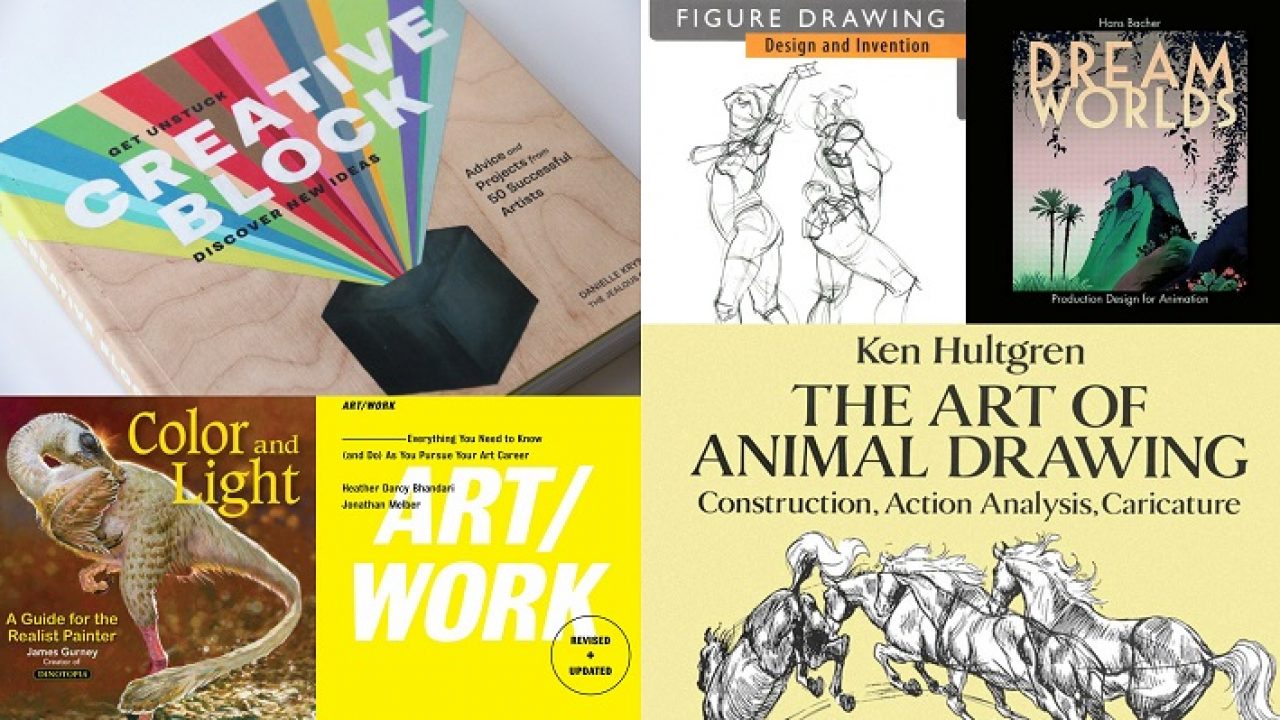 GET UNSTUCK
CREATIVE
BLOCK
DISCOVER NEW IDEAS
Advice and
Projects from
50 Successful
Artists
DANIELLE
THE JEALOUS
CREATIVE
FIGURE DRAWING
Design and Invention
Hans Bacher
DREAM
WORLDS
Production Design for Animation
Color and
Light
A Guide for the
Realist Painter
James Gurney
Creator of
DINOTOPIA
ART/WORK
Everything You Need to Know
(and Do) As You Pursue Your Art Career
Heather Darcy Bhandari
Jonathan Melber
ART/
WORK
REVISED
+
UPDATED
Ken Hultgren
THE ART OF
ANIMAL DRAWING
Construction, Action Analysis, Caricature